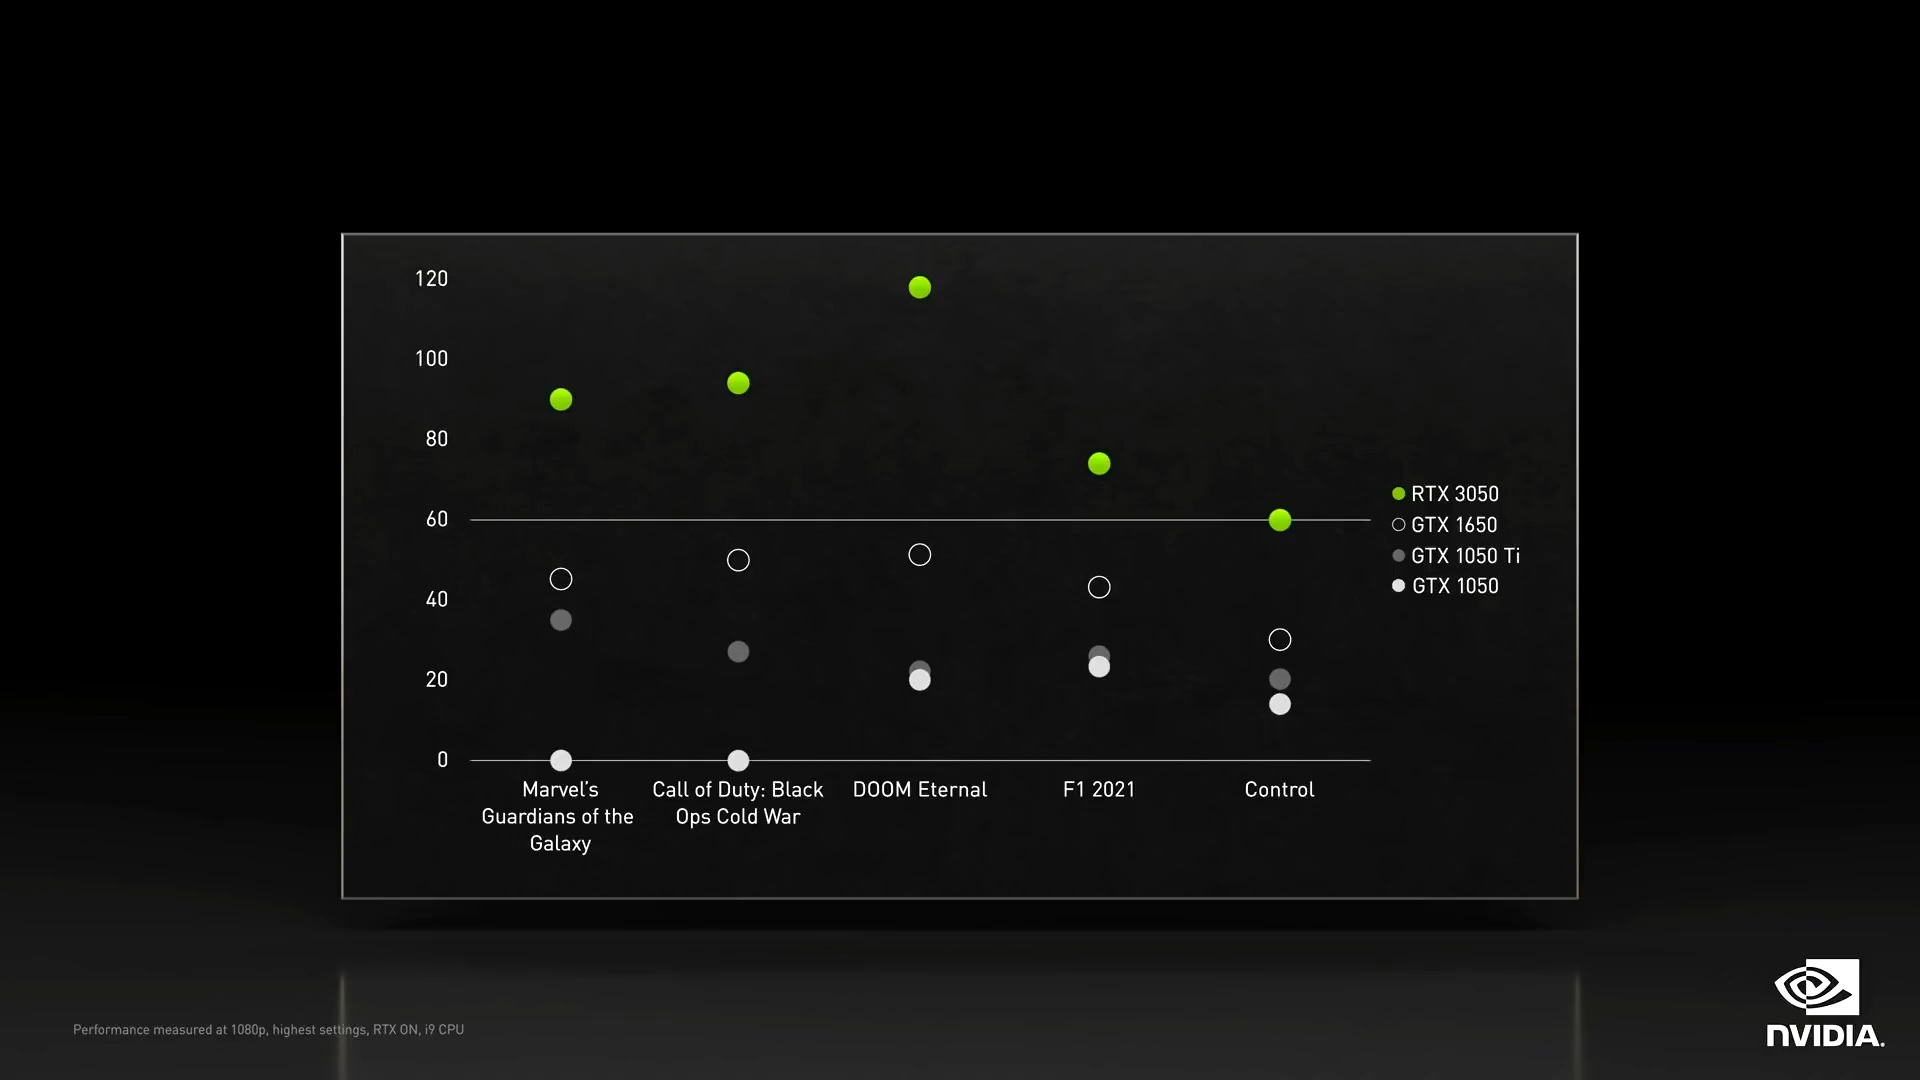 120
100
80
60
40
20
0
Marvel's
Guardians of the
Galaxy
Call of Duty: Black
Ops Cold War
DOOM Eternal
F1 2021
Control
RTX 3050
GTX 1650
GTX 1050 Ti
GTX 1050
Performance measured at 1080p, highest settings, RTX ON, i9 CPU
NVIDIA.